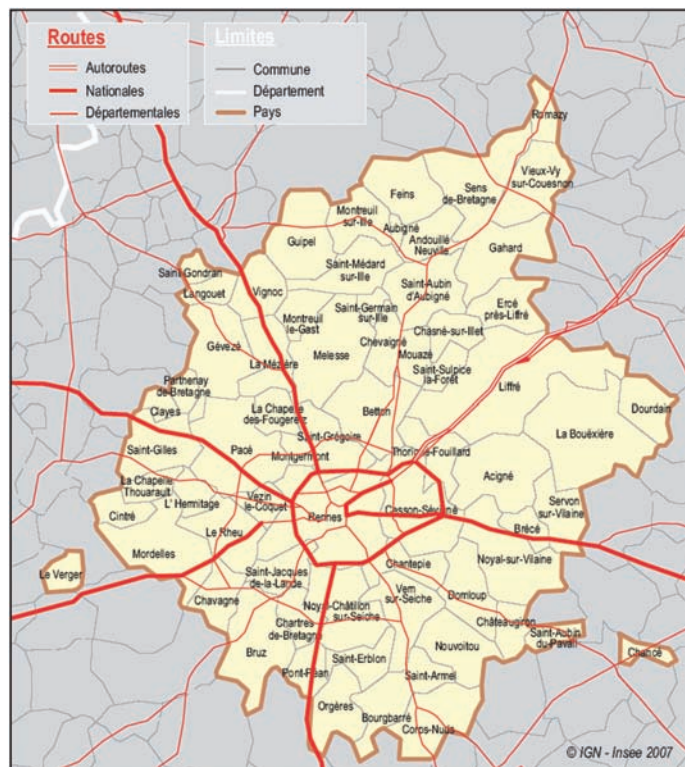 Routes
Autoroutes
Nationales
Départementales
Limites
Commune
Département
Pays
Romazy
Vieux-Vy
sur-Couesnon
Sens
de-Bretagne
Feins
Montreuil
sur-Ille
Aubigné
Andouillé
Neuville
Guipel
Gahard
Saint-Médard
sur-Ille
Saint-Gondran
Langouet
Vignoc
Saint-Aubin
d'Aubigné
Ercé
près-Liffré
Saint-Germain
sur-Ille
Montreuil
le-Gast
Chasné-sur-Illet
Chevaigné
Mouazé
Gévezé
La Mézière
Melesse
Saint-Sulpice
la-Forêt
Liffré
Parthenay
de-Bretagne
Clayes
La Chapelle
des-Fougeretz
Betton
Dourdain
La Bouëxière
Saint-Grégoire
Saint-Gilles
Pacé
Montgermont
Thorigné-Fouillard
Acigné
La Chapelle
Thouarault
L' Hermitage
Vezin
le-Coquet
Cintré
Rennes
Cesson-Sévigné
Servon
sur-Vilaine
Brécé
Le Rheu
Mordelles
Noyal-sur-Vilaine
Le Verger
Saint-Jacques
de-la-Lande
Chantepie
Vern
sur-Seiche
Domloup
Chavagne
Noyal-Châtillon
sur-Seiche
Chartres
de-Bretagne
Châteaugiron
Saint-Aubin
du-Pavail
Bruz
Nouvoitou
Chancé
Saint-Erblon
Pont-Péan
Saint-Armel
Orgères
Bourgbarré
Corps-Nuds
© IGN - Insee 2007